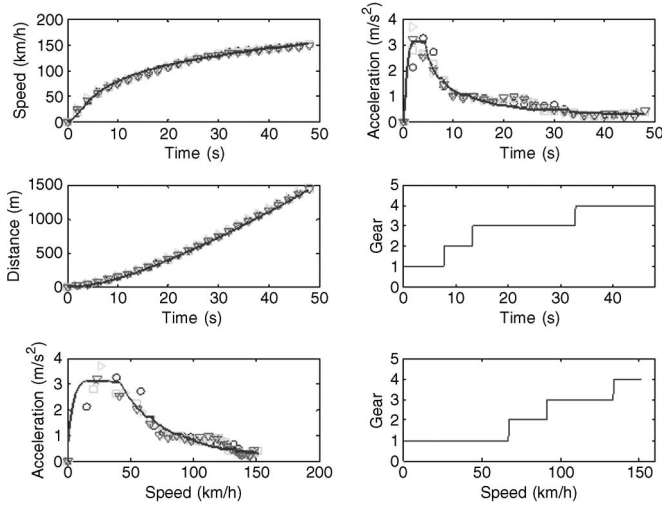 200
150
100
50
0
Speed (km/h)
0 10 20 30 40 50
Time (s)
4
3
2
1
0
Acceleration (m/s²)
0 10 20 30 40 50
Time (s)
1500
1000
500
0
Distance (m)
0 10 20 30 40 50
Time (s)
5
4
3
2
1
Gear
0 10 20 30 40
Time (s)
4
3
2
1
0
Acceleration (m/s²)
0 50 100 150 200
Speed (km/h)
5
4
3
2
1
Gear
0 50 100 150
Speed (km/h)